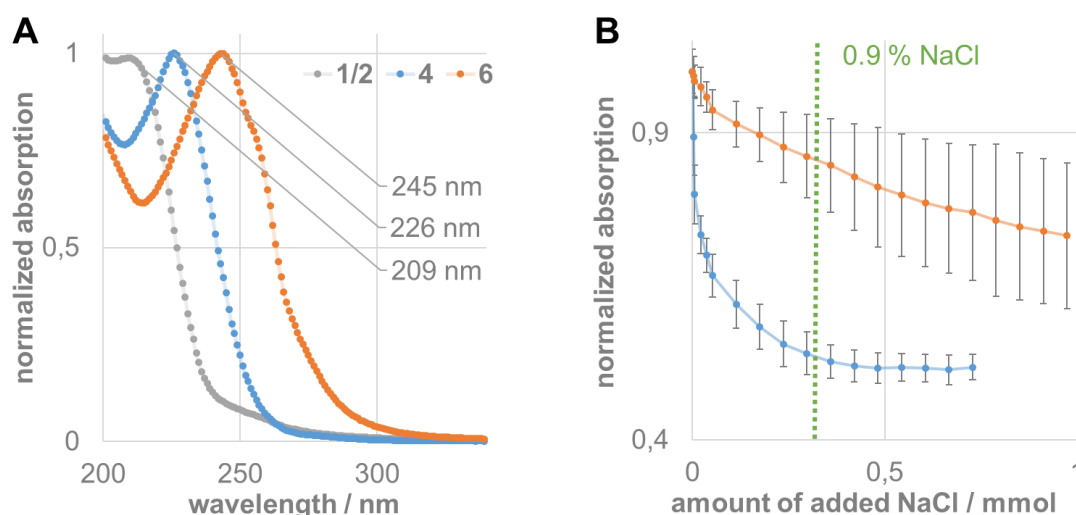 A
normalized absorption
1
0,5
0
200
250
300
wavelength / nm
1/2
4
6
245 nm
226 nm
209 nm
B
normalized absorption
0.9 % NaCl
0,9
0,4
0
0,5
1
amount of added NaCl / mmol